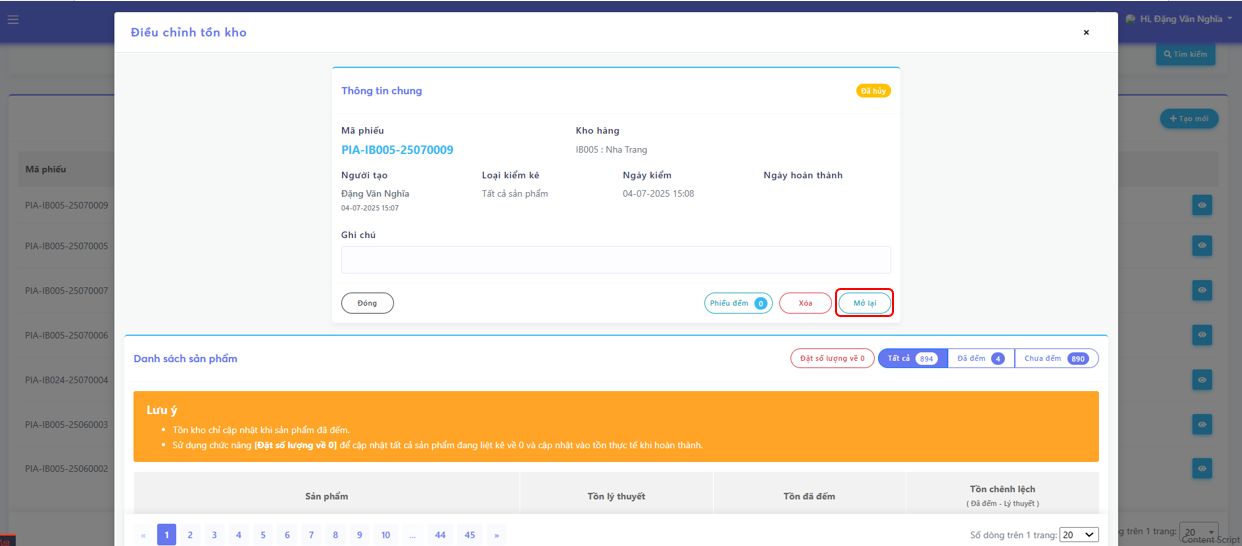 Điều chỉnh tồn kho
×
Hi, Đặng Văn Nghĩa
Tìm kiếm
+ Tạo mới
Thông tin chung
Đã hủy
Mã phiếu
Kho hàng
PIA-IB005-25070009
IB005 : Nha Trang
Người tạo
Loại kiểm kê
Ngày kiểm
Ngày hoàn thành
Đặng Văn Nghĩa
Tất cả sản phẩm
04-07-2025 15:08
04-07-2025 15:07
Ghi chú
Đóng
Phiếu đếm 0
Xóa
Mở lại
Mã phiếu
PIA-IB005-25070009
PIA-IB005-25070005
PIA-IB005-25070007
PIA-IB005-25070006
PIA-IB024-25070004
PIA-IB005-25060003
PIA-IB005-25060002
Danh sách sản phẩm
Đặt số lượng về 0
Tất cả 894
Đã đếm 4
Chưa đếm 890
Lưu ý
• Tồn kho chỉ cập nhật khi sản phẩm đã đếm.
• Sử dụng chức năng [Đặt số lượng về 0] để cập nhật tất cả sản phẩm đang liệt kê về 0 và cập nhật vào tồn thực tế khi hoàn thành.
Sản phẩm
Tồn lý thuyết
Tồn đã đếm
Tồn chênh lệch
( Đã đếm - Lý thuyết )
« 1 2 3 4 5 6 7 8 9 10 ... 44 45 »
Số dòng trên 1 trang: 20
g trên 1 trang: 20
Content Script